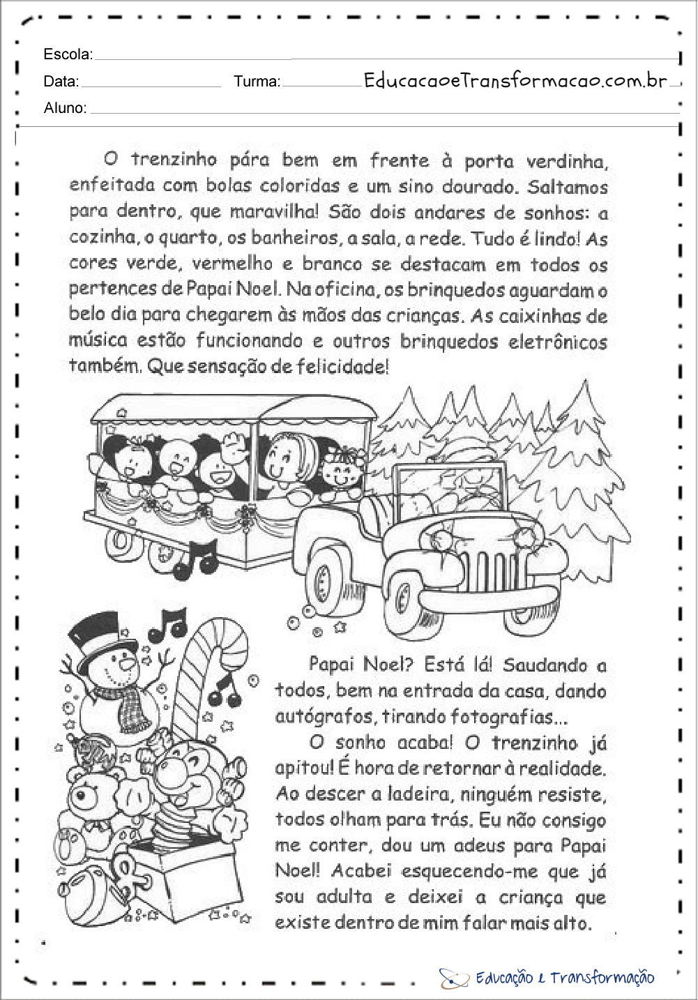 Escola:
Data: Turma: EducacaoeTransformacao.com.br
Aluno:
O trenzinho pára bem em frente à porta verdinha,
enfeitada com bolas coloridas e um sino dourado. Saltamos
para dentro, que maravilha! São dois andares de sonhos: a
cozinha, o quarto, os banheiros, a sala, a rede. Tudo é lindo! As
cores verde, vermelho e branco se destacam em todos os
pertences de Papai Noel. Na oficina, os brinquedos aguardam o
belo dia para chegarem às mãos das crianças. As caixinhas de
música estão funcionando e outros brinquedos eletrônicos
também. Que sensação de felicidade!
Papai Noel? Está lá! Saudando a
todos, bem na entrada da casa, dando
autógrafos, tirando fotografias...
O sonho acaba! O trenzinho já
apitou! É hora de retornar à realidade.
Ao descer a ladeira, ninguém resiste,
todos olham para trás. Eu não consigo
me conter, dou um adeus para Papai
Noel! Acabei esquecendo-me que já
sou adulta e deixei a criança que
existe dentro de mim falar mais alto.
Educação e Transformação